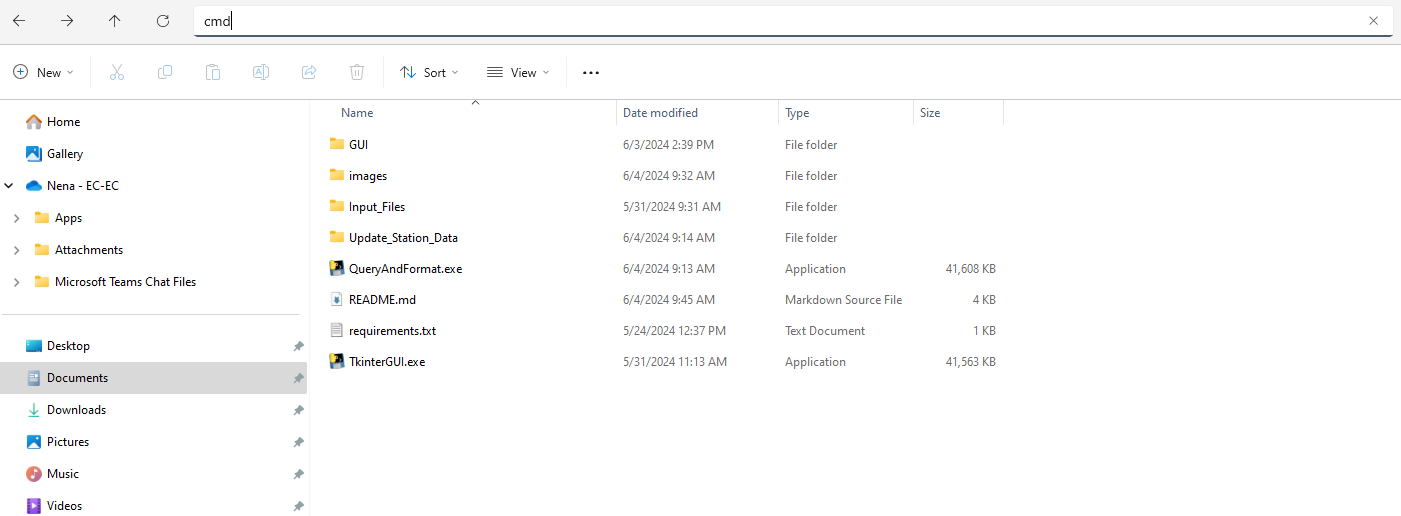 cmd
New
Sort
View
Name Date modified Type Size
Home
Gallery
Nena - EC-EC
Apps
Attachments
Microsoft Teams Chat Files
Desktop
Documents
Downloads
Pictures
Music
Videos
GUI 6/3/2024 2:39 PM File folder
images 6/4/2024 9:32 AM File folder
Input_Files 5/31/2024 9:31 AM File folder
Update_Station_Data 6/4/2024 9:14 AM File folder
QueryAndFormat.exe 6/4/2024 9:13 AM Application 41,608 KB
README.md 6/4/2024 9:45 AM Markdown Source File 4 KB
requirements.txt 5/24/2024 12:37 PM Text Document 1 KB
TkinterGUI.exe 5/31/2024 11:13 AM Application 41,563 KB